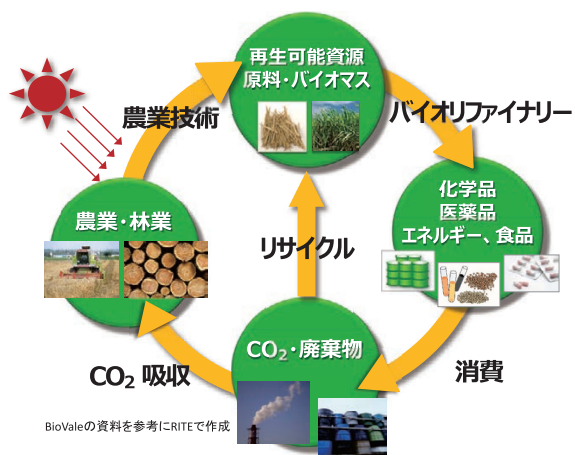 再生可能資源
原料・バイオマス
農業技術
バイオリファイナリー
化学品
医薬品
エネルギー、食品
農業・林業
リサイクル
CO₂・廃棄物
CO₂ 吸収
消費
BioValeの資料を参考にRITEで作成